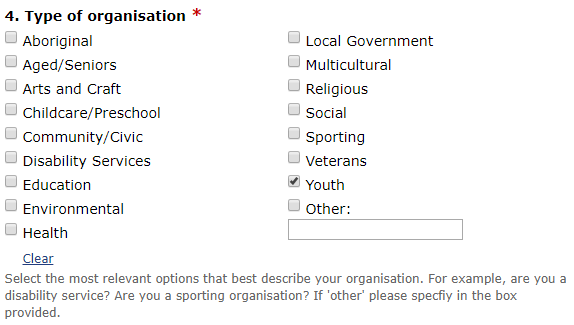 4. Type of organisation *
Aboriginal
Aged/Seniors
Arts and Craft
Childcare/Preschool
Community/Civic
Disability Services
Education
Environmental
Health
Local Government
Multicultural
Religious
Social
Sporting
Veterans
Youth
Other:
Clear
Select the most relevant options that best describe your organisation. For example, are you a
disability service? Are you a sporting organisation? If 'other' please specfiy in the box
provided.